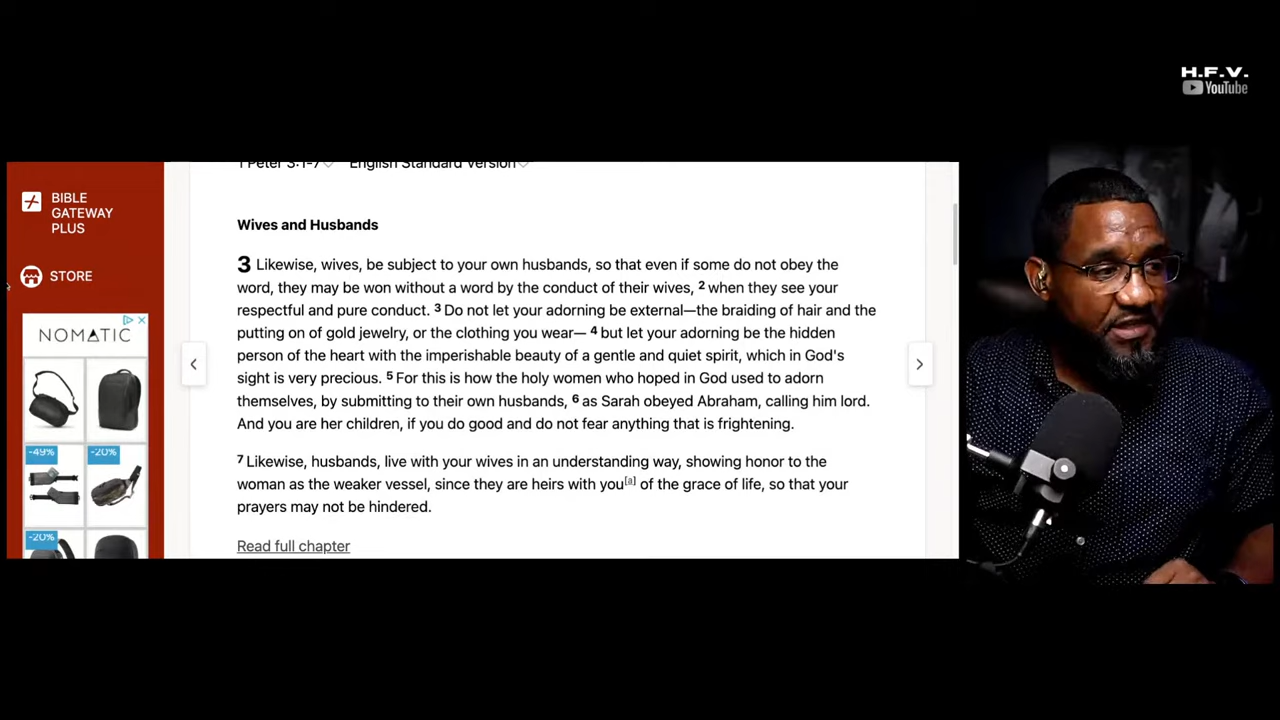 H.F.V.
YouTube
1 Peter 3:1-7 English Standard Version
BIBLE
GATEWAY
PLUS
STORE
NOMATIC
-49%
-20%
-20%
Wives and Husbands
3 Likewise, wives, be subject to your own husbands, so that even if some do not obey the
word, they may be won without a word by the conduct of their wives, 2 when they see your
respectful and pure conduct. 3 Do not let your adorning be external—the braiding of hair and the
putting on of gold jewelry, or the clothing you wear— 4 but let your adorning be the hidden
person of the heart with the imperishable beauty of a gentle and quiet spirit, which in God's
sight is very precious. 5 For this is how the holy women who hoped in God used to adorn
themselves, by submitting to their own husbands, 6 as Sarah obeyed Abraham, calling him lord.
And you are her children, if you do good and do not fear anything that is frightening.
7 Likewise, husbands, live with your wives in an understanding way, showing honor to the
woman as the weaker vessel, since they are heirs with you[a] of the grace of life, so that your
prayers may not be hindered.
Read full chapter